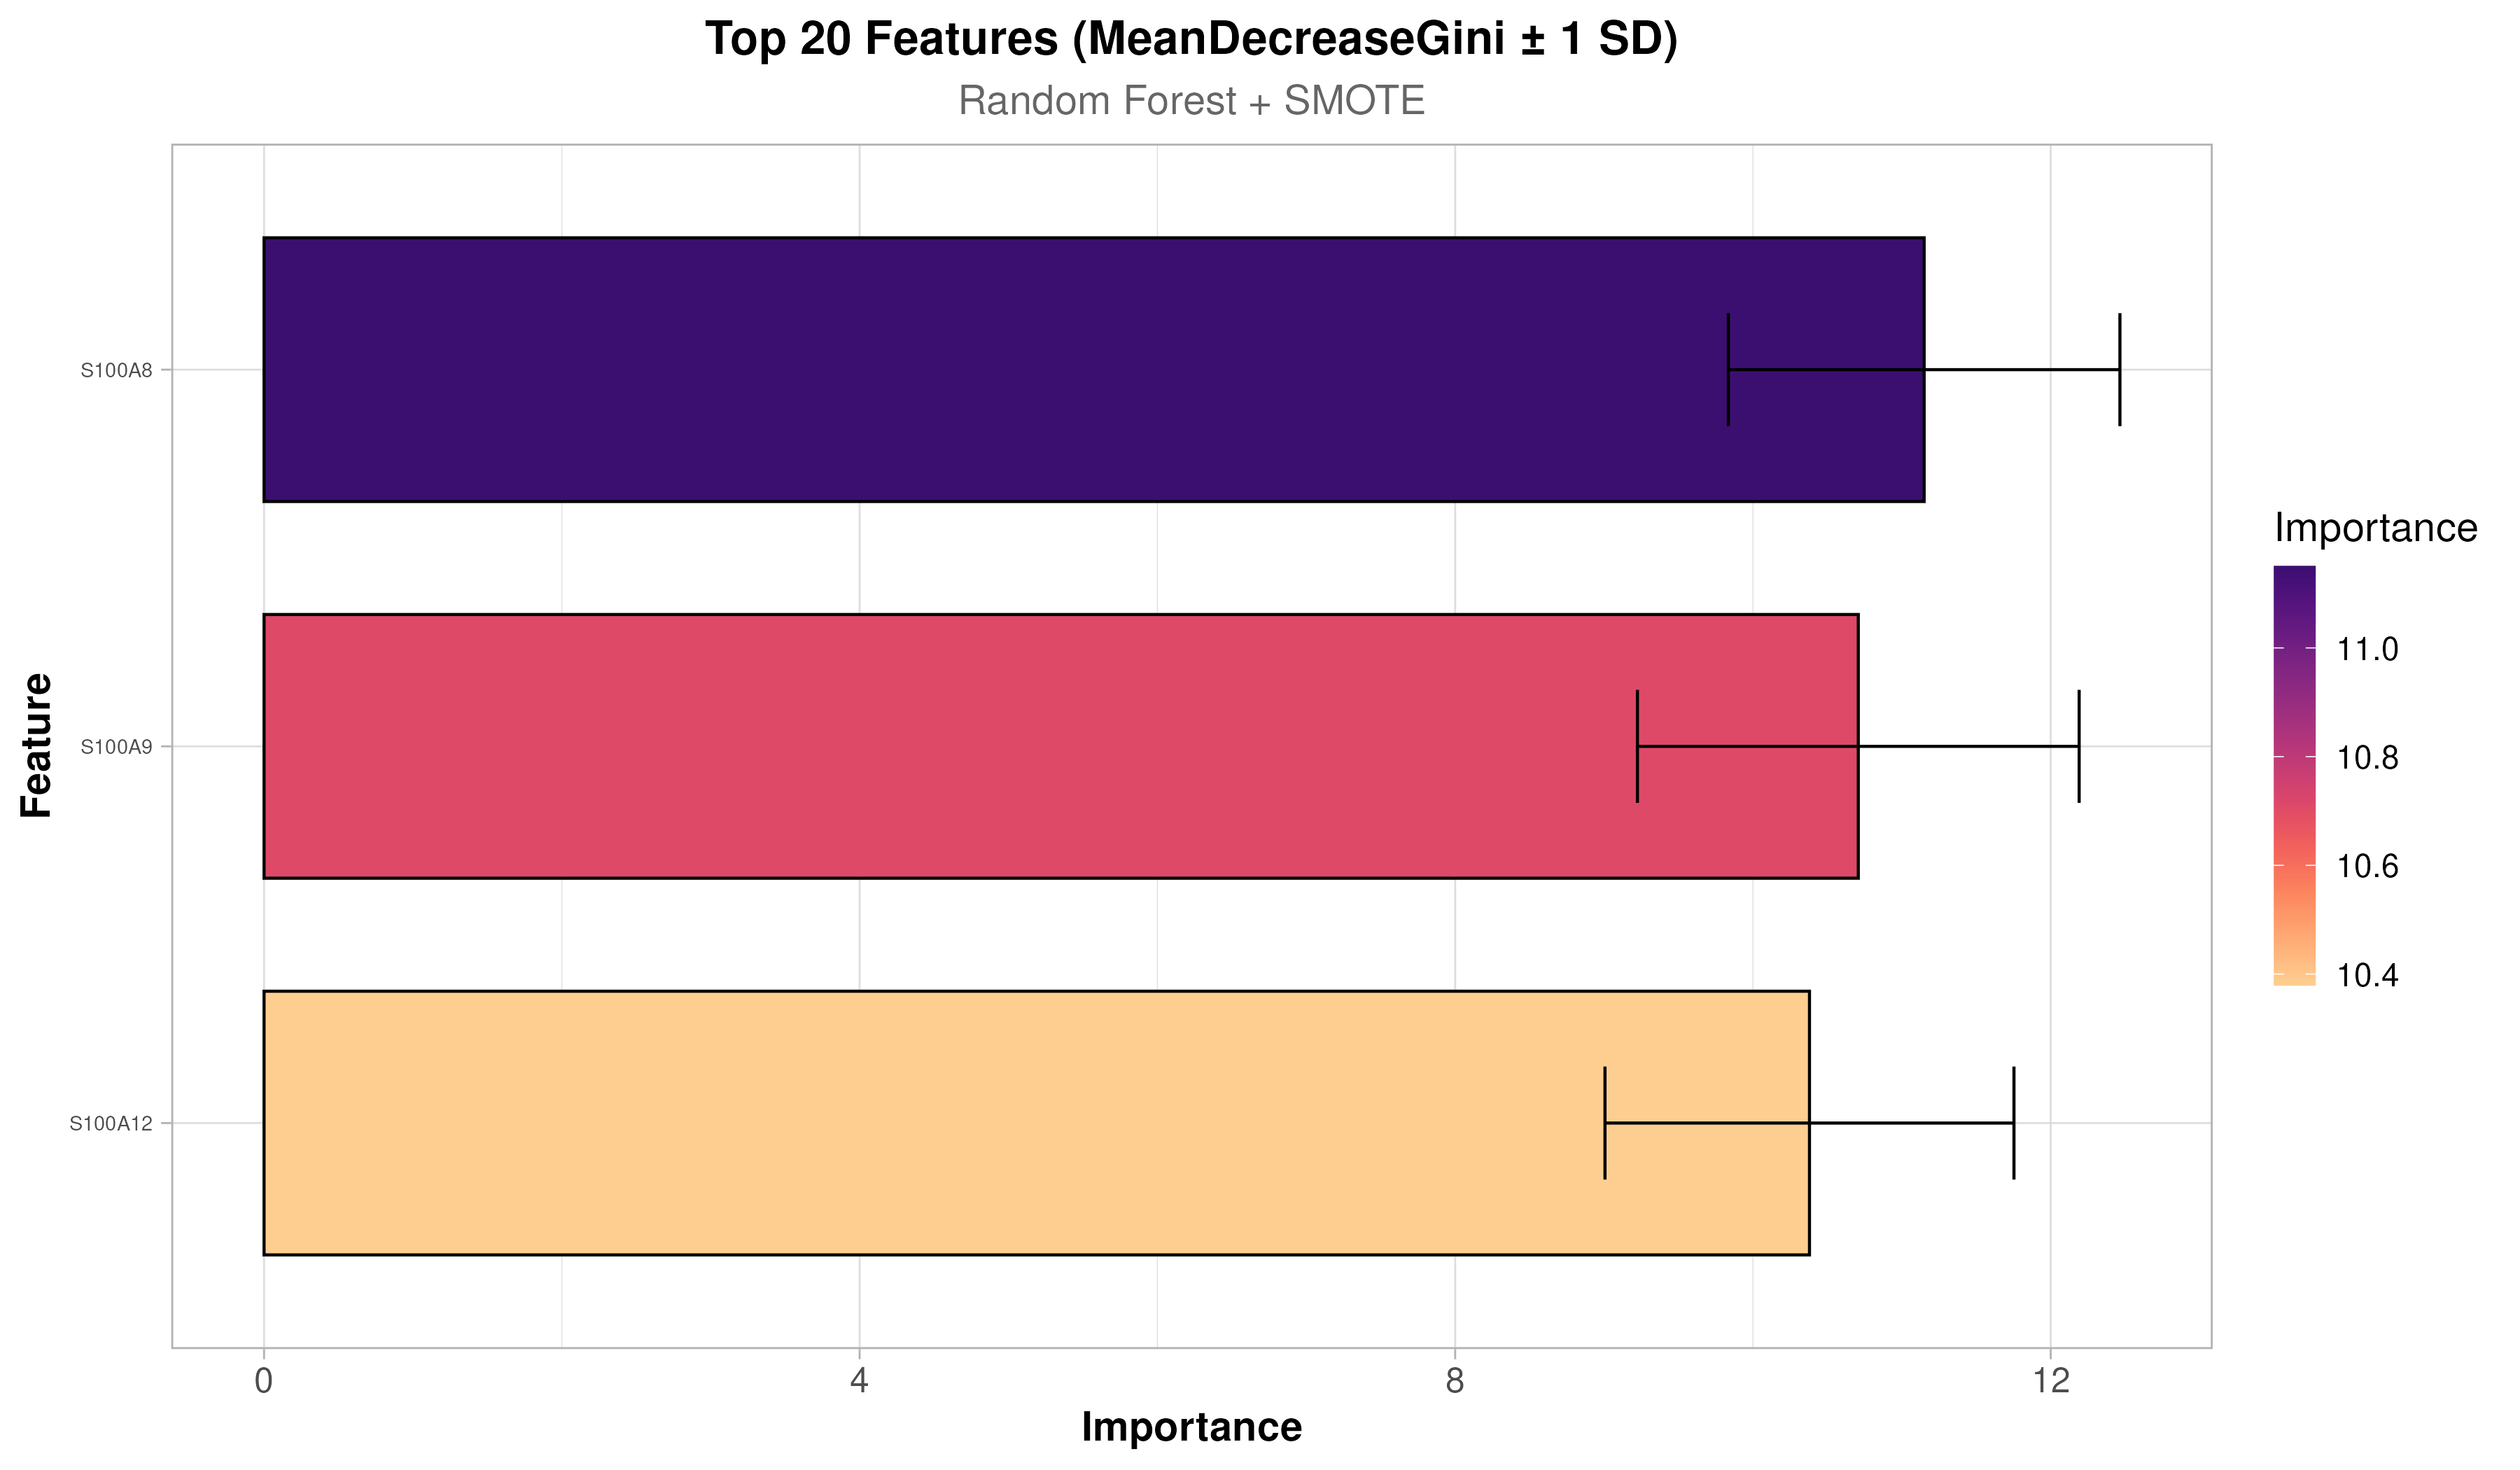 Top 20 Features (MeanDecreaseGini ± 1 SD)
Random Forest + SMOTE
Feature
S100A8
S100A9
S100A12
0 4 8 12
Importance
Importance
11.0
10.8
10.6
10.4